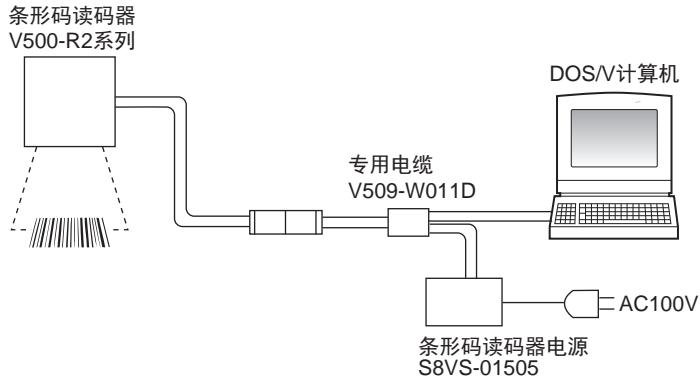 条形码读码器
V500-R2系列
DOS/V计算机
专用电缆
V509-W011D
AC100V
条形码读码器电源
S8VS-01505